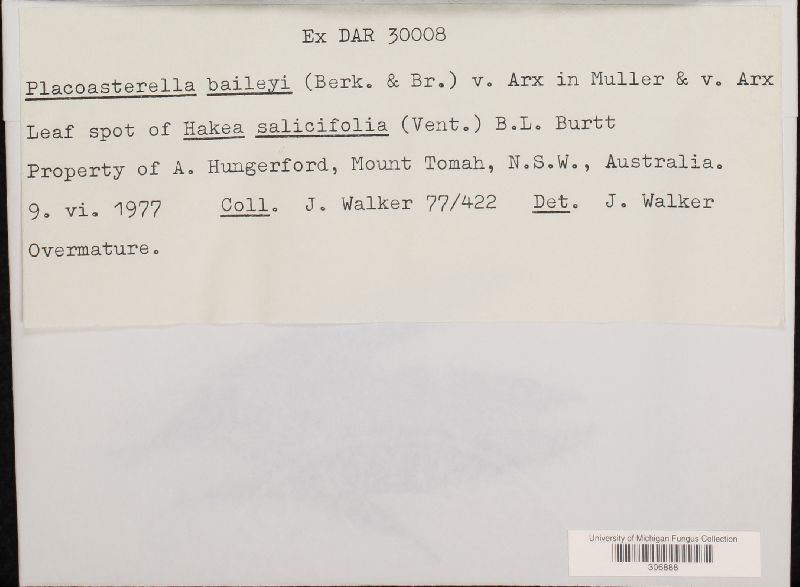 Ex DAR 30008
Placoasterella baileyi (Berk. & Br.) v. Arx in Muller & v. Arx
Leaf spot of Hakea salicifolia (Vent.) B.L. Burtt
Property of A. Hungerford, Mount Tomah, N.S.W., Australia.
9. vi. 1977 Coll. J. Walker 77/422 Det. J. Walker
Overmature.
University of Michigan Fungus Collection
306888